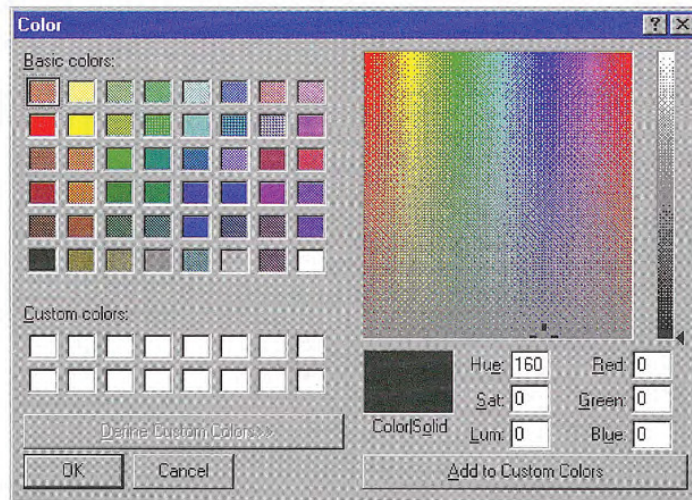 Color
Basic colors:
Custom colors:
Define Custom Colors >>
OK
Cancel
Color|Solid
Hue: 160
Sat: 0
Lum: 0
Red: 0
Green: 0
Blue: 0
Add to Custom Colors